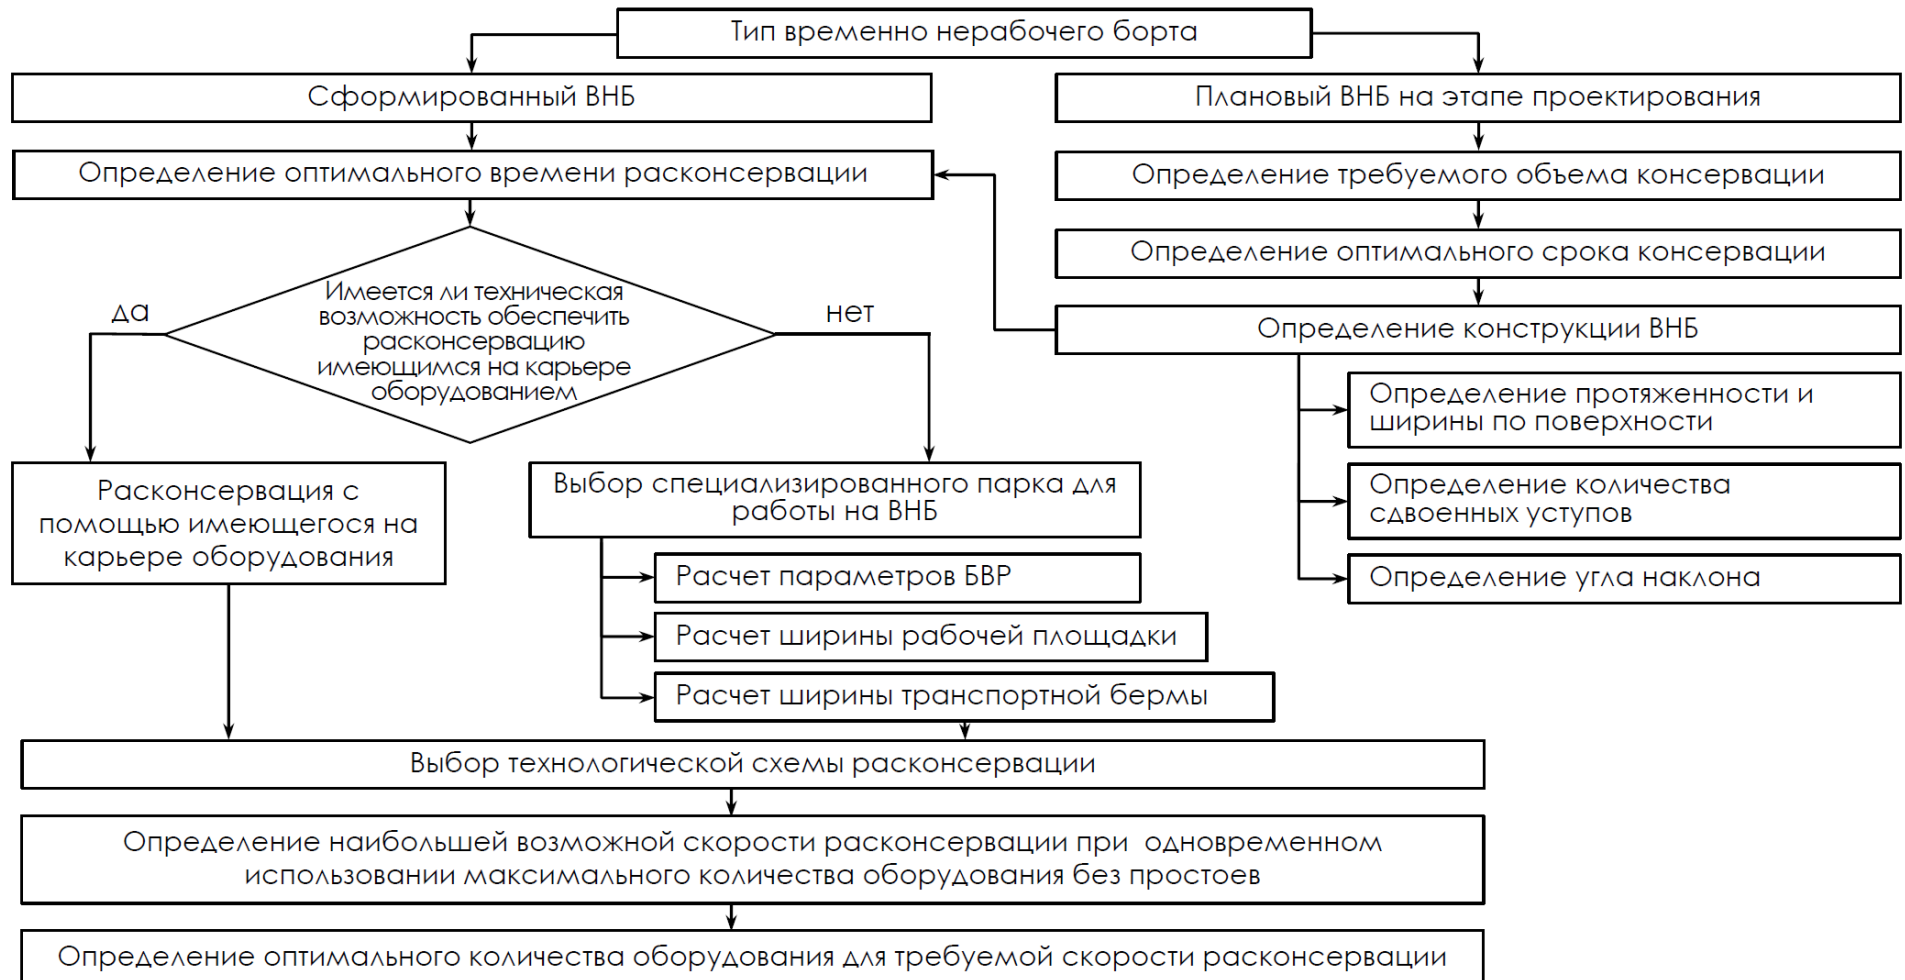 Тип временно нерабочего борта
Сформированный ВНБ
Плановый ВНБ на этапе проектирования
Определение оптимального времени расконсервации
Определение требуемого объема консервации
Определение оптимального срока консервации
Определение конструкции ВНБ
Имеется ли техническая
возможность обеспечить
расконсервацию
имеющимся на карьере
оборудованием
да
нет
Определение протяженности и
ширины по поверхности
Определение количества
сдвоенных уступов
Определение угла наклона
Расконсервация с
помощью имеющегося на
карьере оборудования
Выбор специализированного парка для
работы на ВНБ
Расчет параметров БВР
Расчет ширины рабочей площадки
Расчет ширины транспортной бермы
Выбор технологической схемы расконсервации
Определение наибольшей возможной скорости расконсервации при одновременном
использовании максимального количества оборудования без простоев
Определение оптимального количества оборудования для требуемой скорости расконсервации